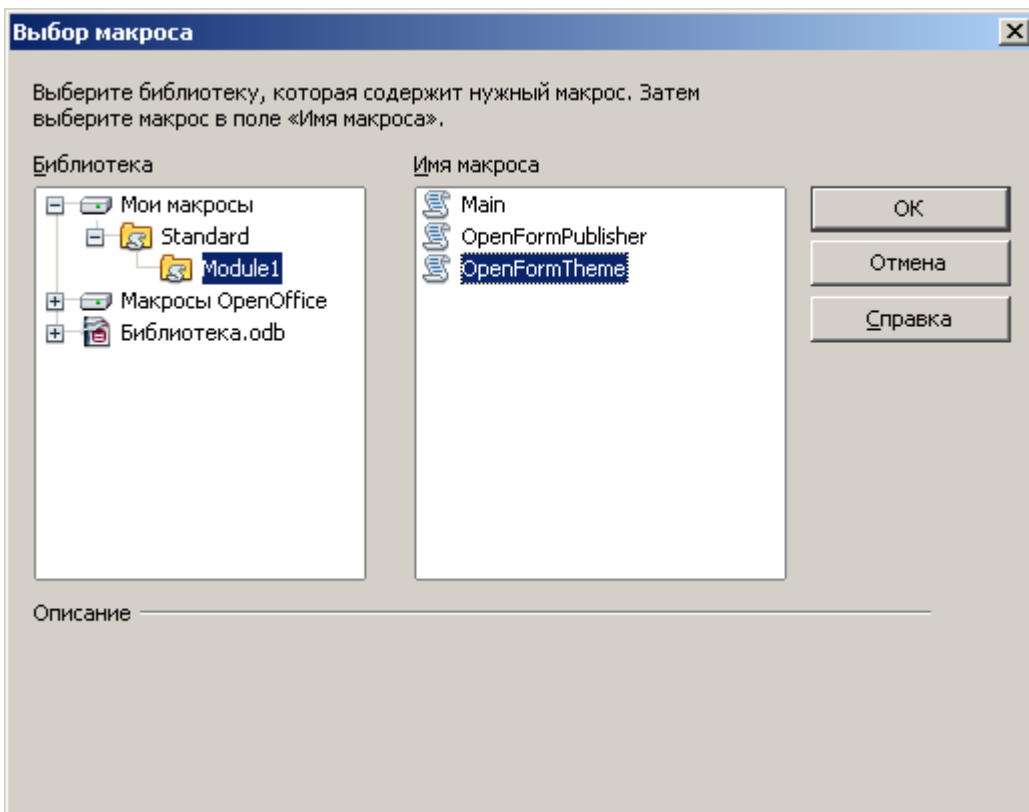 Выбор макроса
Выберите библиотеку, которая содержит нужный макрос. Затем
выберите макрос в поле «Имя макроса».
Библиотека
Мои макросы
Standard
Module1
Макросы OpenOffice
Библиотека.odb
Имя макроса
Main
OpenFormPublisher
OpenFormTheme
ОК
Отмена
Справка
Описание